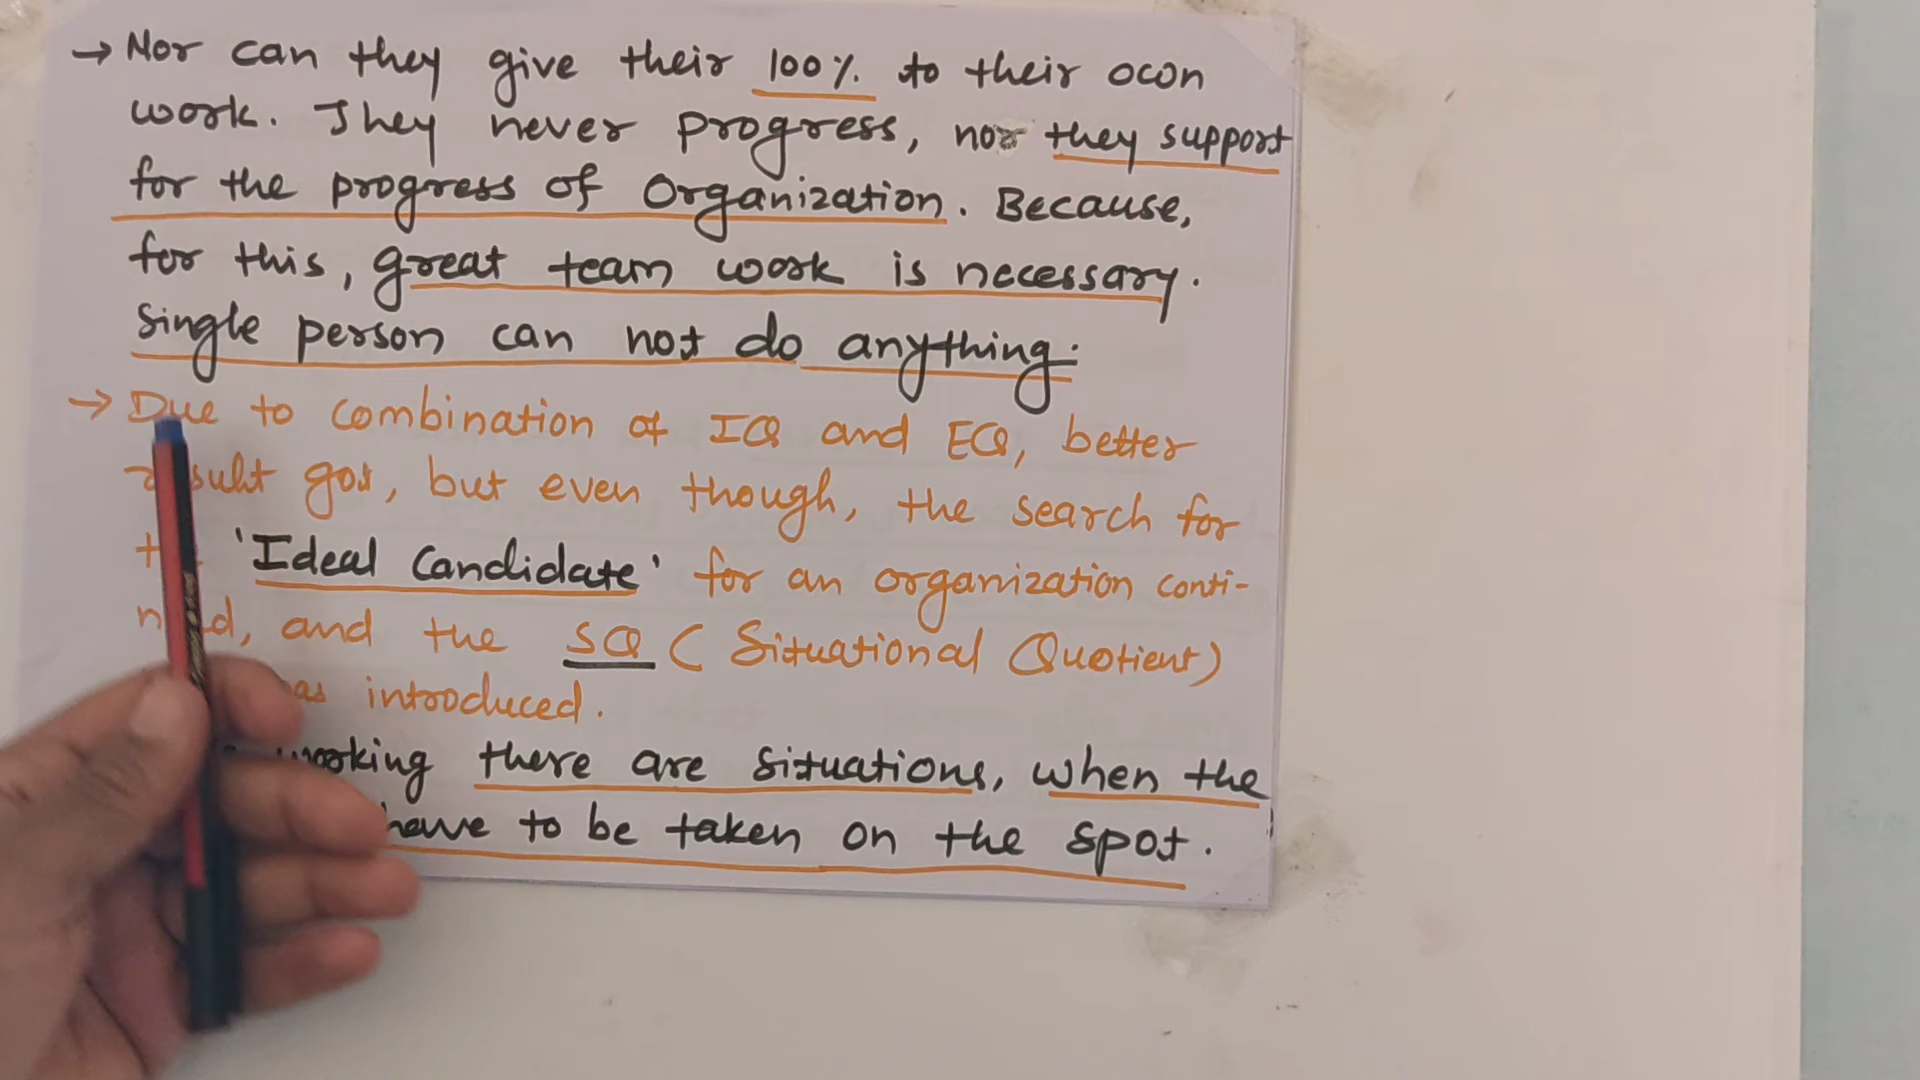 → Nor can they give their 100% to their own
work. They never progress, nor they support
for the progress of Organization. Because,
for this, great team work is necessary.
Single person can not do anything.
→ Due to combination of IQ and EQ, better
result got, but even though, the search for
'Ideal Candidate' for an organization conti-
and the SQ (Situational Quotient)
introduced.
working there are situations, when the
have to be taken on the spot.